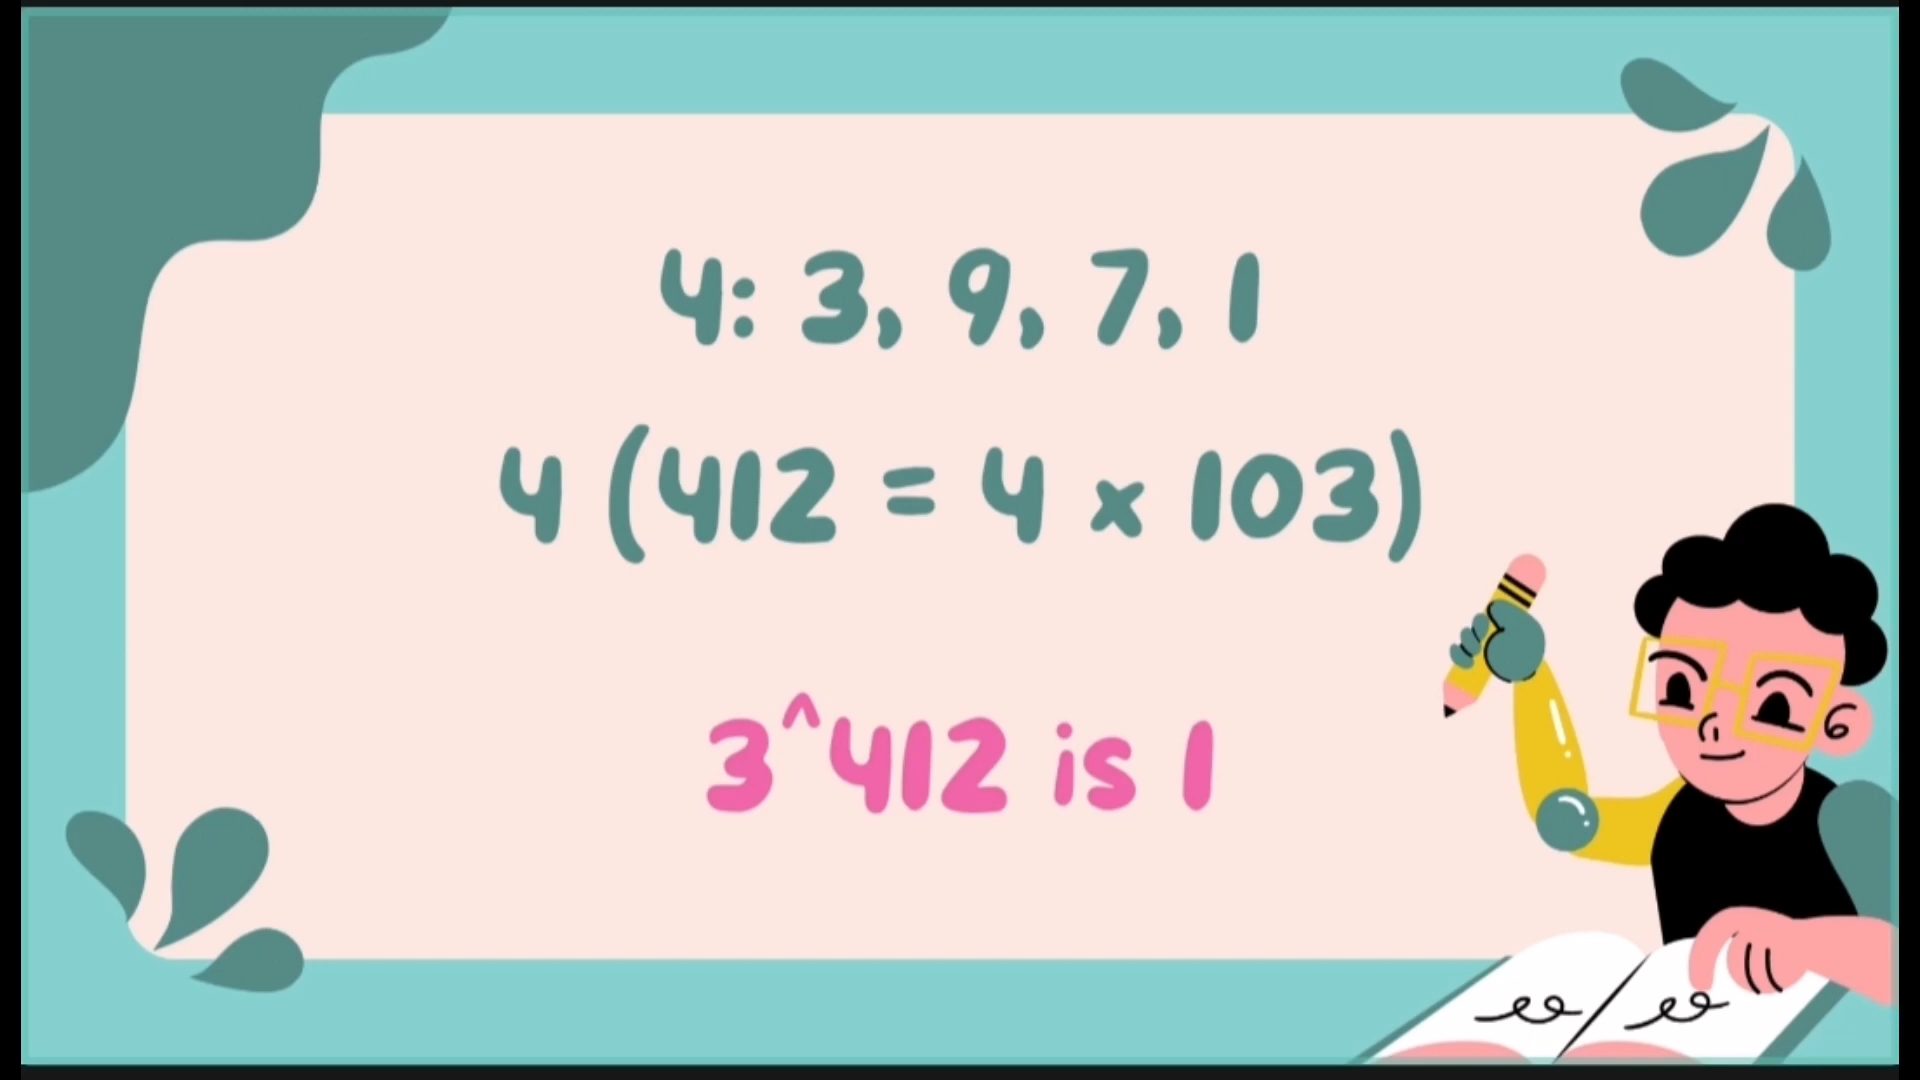 4: 3, 9, 7, 1
4 (412 = 4 x 103)
3^412 is 1